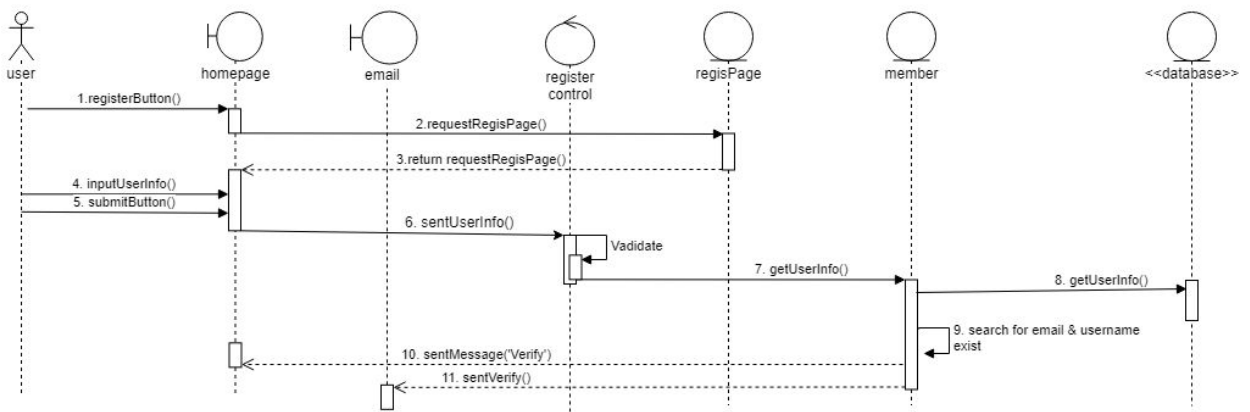 user
homepage
email
register
control
regisPage
member
<<database>>
1.registerButton()
2.requestRegisPage()
3.return requestRegisPage()
4. inputUserInfo()
5. submitButton()
6. sentUserInfo()
Vadidate
7. getUserInfo()
8. getUserInfo()
9. search for email & username
exist
10. sentMessage('Verify')
11. sentVerify()